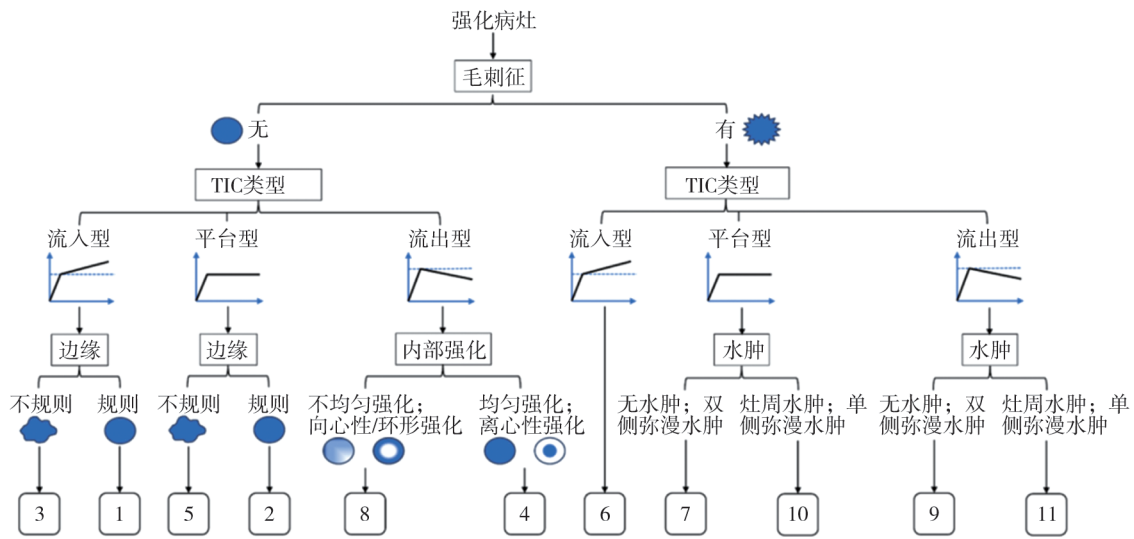 强化病灶
毛刺征
无
有
TIC类型
TIC类型
流入型
平台型
流出型
流入型
平台型
流出型
边缘
边缘
内部强化
水肿
水肿
不规则
规则
不规则
规则
不均匀强化；
向心性/环形强化
均匀强化；
离心性强化
无水肿；双
侧弥漫水肿
灶周水肿；单
侧弥漫水肿
无水肿；双
侧弥漫水肿
灶周水肿；单
侧弥漫水肿
3
1
5
2
8
4
6
7
10
9
11